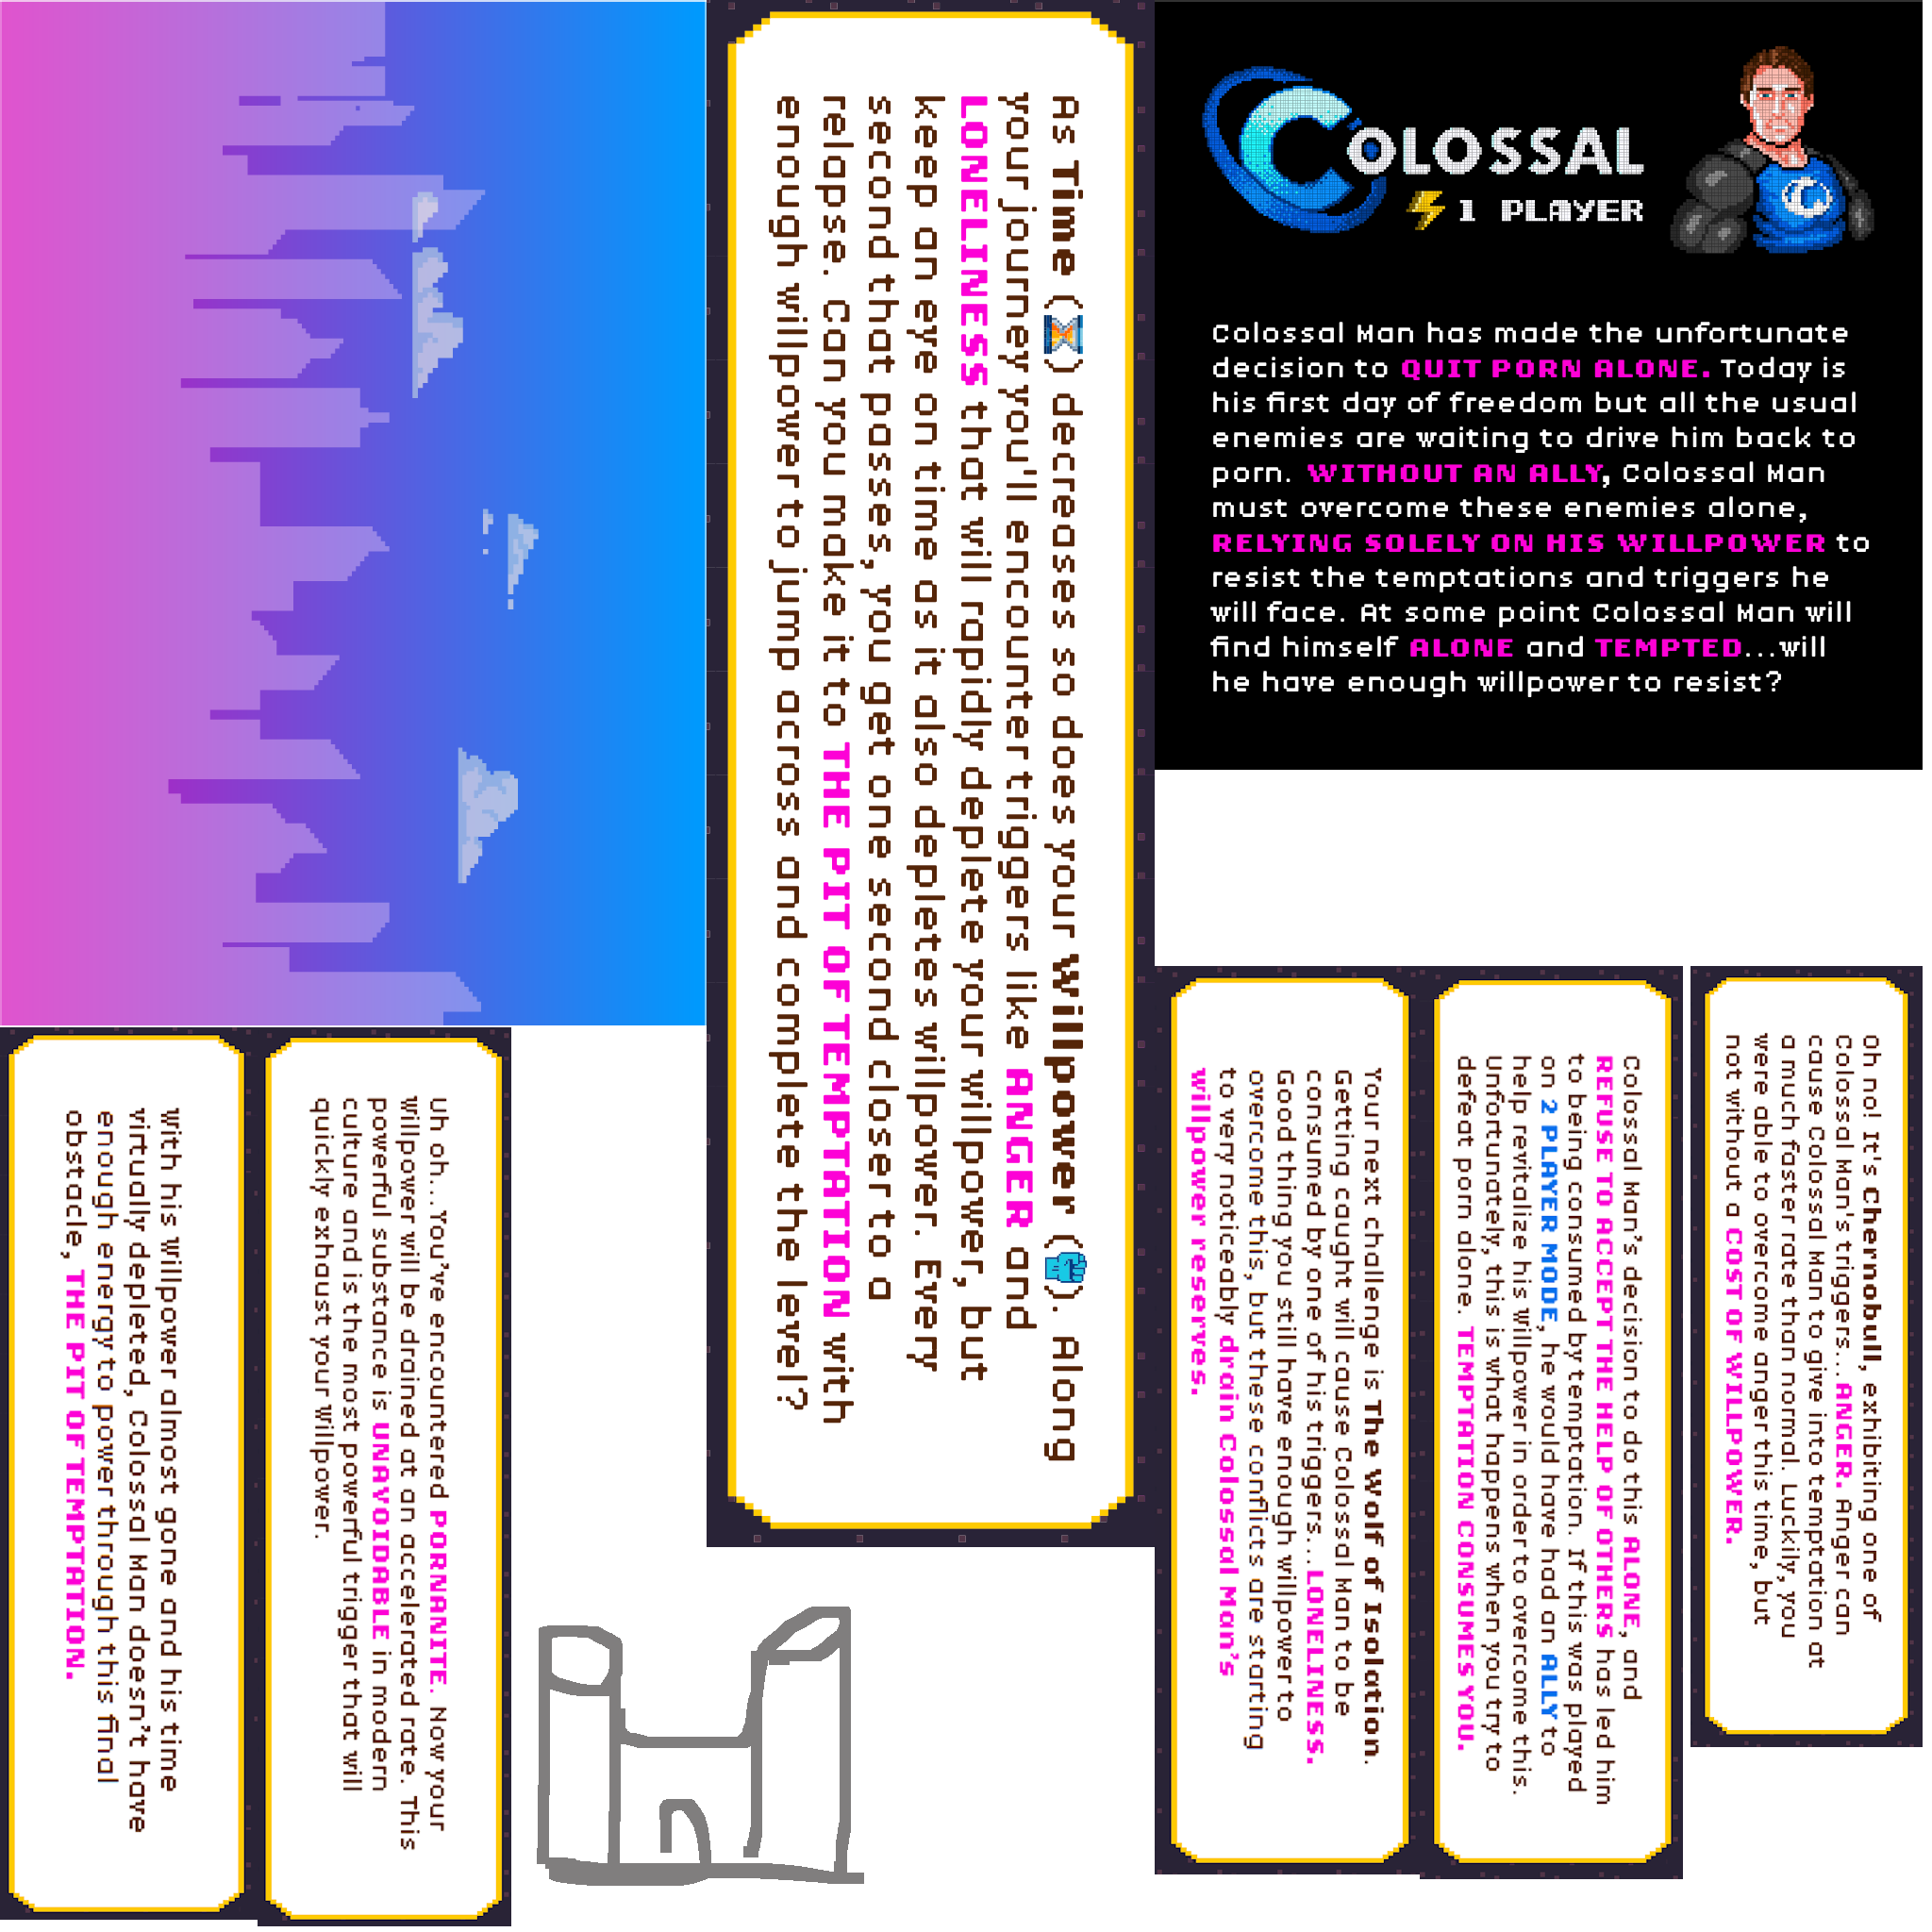 COLOSSAL
1 PLAYER
Colossal Man has made the unfortunate
decision to QUIT PORN ALONE. Today is
his first day of freedom but all the usual
enemies are waiting to drive him back to
porn. WITHOUT AN ALLY, Colossal Man
must overcome these enemies alone,
RELYING SOLELY ON HIS WILLPOWER to
resist the temptations and triggers he
will face. At some point Colossal Man will
find himself ALONE and TEMPTED...will
he have enough willpower to resist?
As Time (⏳) decreases so does your Willpower (✊). Along
your journey you'll encounter triggers like ANGER and
LONELINESS that will rapidly deplete your willpower, but
keep an eye on time as it also depletes willpower. Every
second that passes, you get one second closer to a
relapse. Can you make it to THE PIT OF TEMPTATION with
enough willpower to jump across and complete the level?
Oh no! It's Chernobull, exhibiting one of
Colossal Man's triggers...ANGER. Anger can
cause Colossal Man to give into temptation at
a much faster rate than normal. Luckily, you
were able to overcome anger this time, but
not without a COST OF WILLPOWER.
Colossal Man's decision to do this ALONE, and
REFUSE TO ACCEPT THE HELP OF OTHERS has led him
to being consumed by temptation. If this was played
on 2 PLAYER MODE, he would have had an ALLY to
help revitalize his willpower in order to overcome this.
Unfortunately, this is what happens when you try to
defeat porn alone. TEMPTATION CONSUMES YOU.
Your next challenge is The Wolf of Isolation.
Getting caught will cause Colossal Man to be
consumed by one of his triggers...LONELINESS.
Good thing you still have enough willpower to
overcome this, but these conflicts are starting
to very noticeably drain Colossal Man's
willpower reserves.
Uh oh...You've encountered PORNANITE. Now your
willpower will be drained at an accelerated rate. This
powerful substance is UNAVOIDABLE in modern
culture and is the most powerful trigger that will
quickly exhaust your willpower.
With his willpower almost gone and his time
virtually depleted, Colossal Man doesn't have
enough energy to power through this final
obstacle, THE PIT OF TEMPTATION.